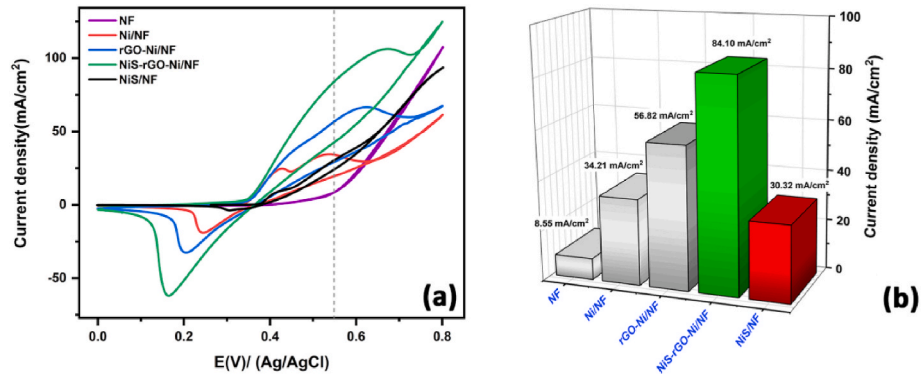 NF
Ni/NF
rGO-Ni/NF
NiS-rGO-Ni/NF
NiS/NF
100
50
0
-50
Current density(mA/cm²)
0.0
0.2
0.4
0.6
0.8
E(V)/ (Ag/AgCl)
(a)
8.55 mA/cm²
34.21 mA/cm²
56.82 mA/cm²
84.10 mA/cm²
30.32 mA/cm²
100
80
60
40
20
0
Current density (mA/cm²)
NF
Ni/NF
rGO-Ni/NF
NiS-rGO-Ni/NF
NiS/NF
(b)